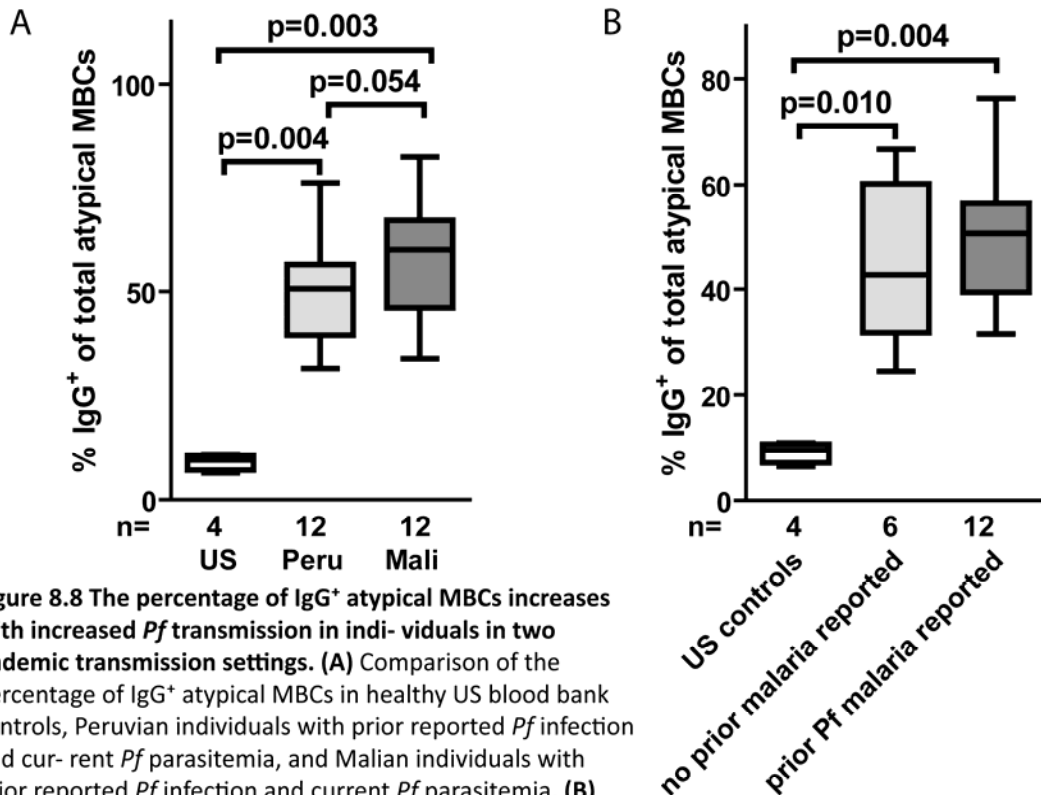 A
% IgG⁺ of total atypical MBCs
100
50
0
p=0.003
p=0.054
p=0.004
n= 4 12 12
US Peru Mali
B
% IgG⁺ of total atypical MBCs
80
60
40
20
0
p=0.004
p=0.010
n= 4 6 12
US controls
no prior malaria reported
prior Pf malaria reported
gure 8.8 The percentage of IgG⁺ atypical MBCs increases
th increased Pf transmission in indi- viduals in two
demic transmission settings. (A) Comparison of the
ercentage of IgG⁺ atypical MBCs in healthy US blood bank
ntrols, Peruvian individuals with prior reported Pf infection
d cur- rent Pf parasitemia, and Malian individuals with
ior reported Pf infection and current Pf parasitemia. (B)